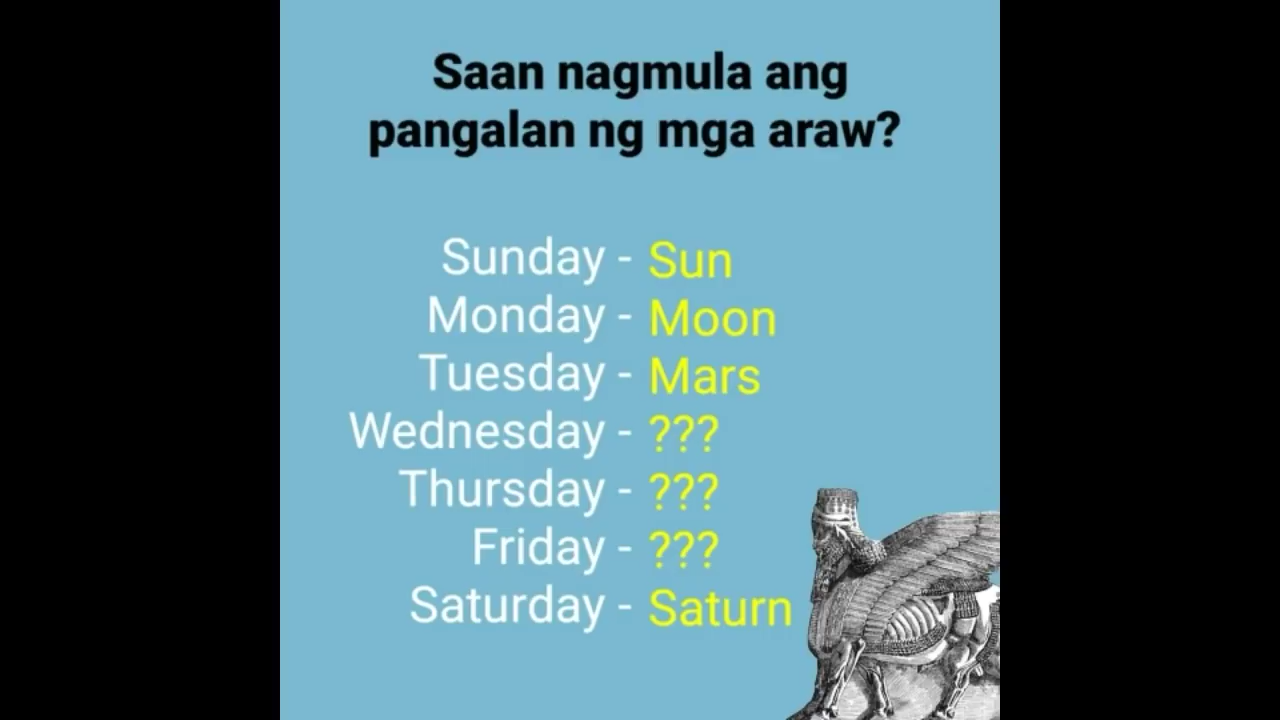 Saan nagmula ang
pangalan ng mga araw?
Sunday - Sun
Monday - Moon
Tuesday - Mars
Wednesday - ???
Thursday - ???
Friday - ???
Saturday - Saturn